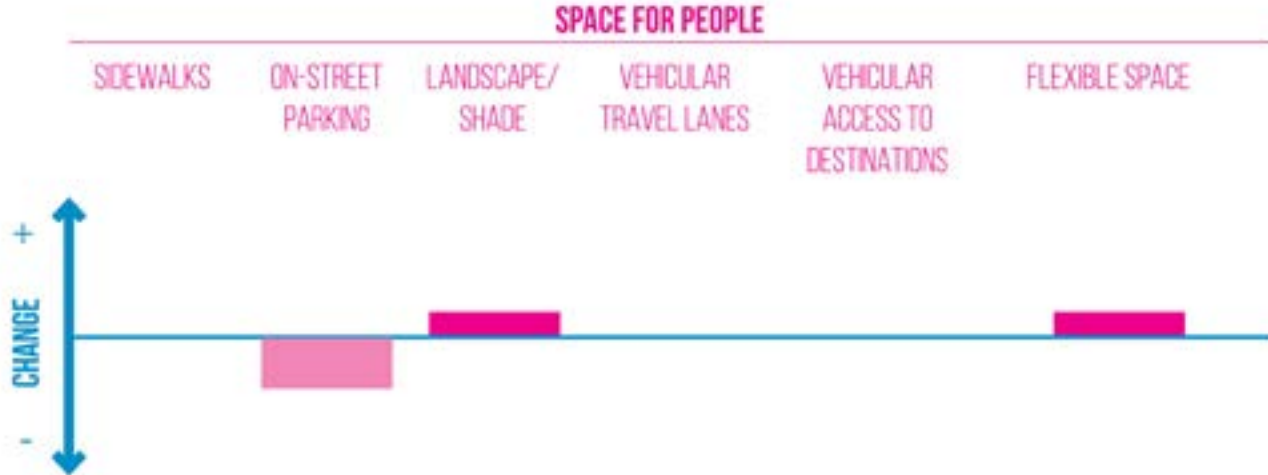 SPACE FOR PEOPLE
SIDEWALKS
ON-STREET
PARKING
LANDSCAPE/
SHADE
VEHICULAR
TRAVEL LANES
VEHICULAR
ACCESS TO
DESTINATIONS
FLEXIBLE SPACE
+
CHANGE
-